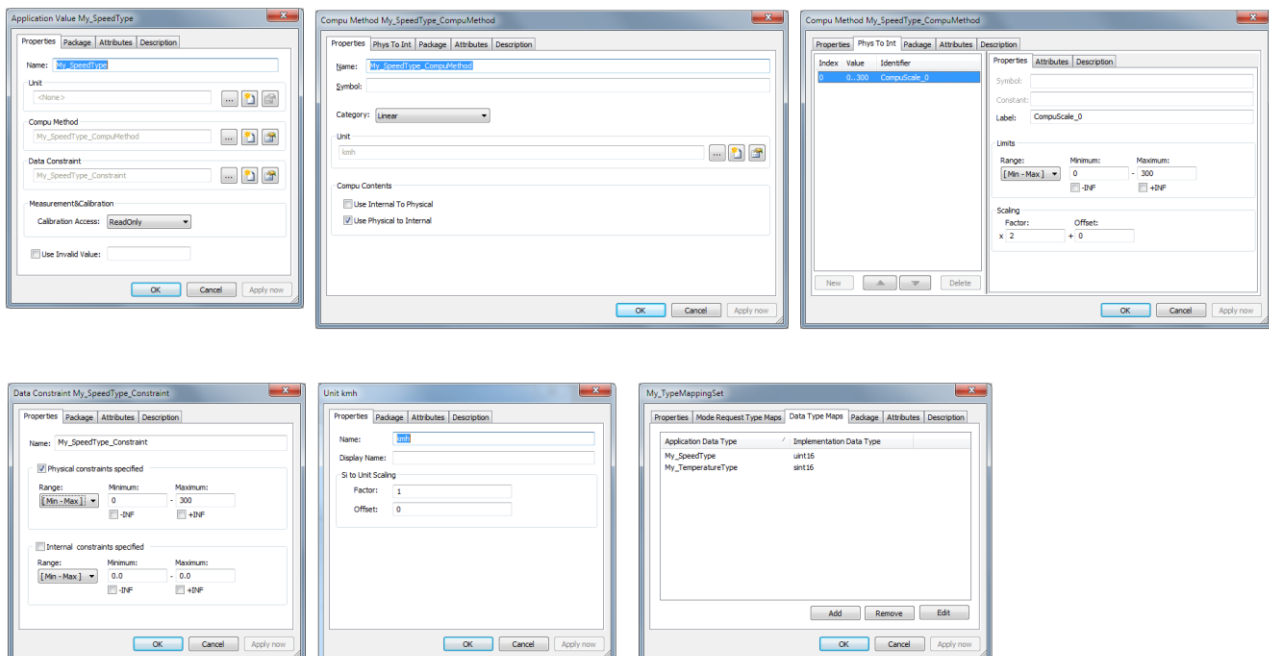 Application Value My_SpeedType
Properties Package Attributes Description
Name: My_SpeedType
Unit
<None>
...
Compu Method
My_SpeedType_CompuMethod
...
Data Constraint
My_SpeedType_Constraint
...
Measurement&Calibration
Calibration Access: ReadOnly
Use Invalid Value:
OK Cancel Apply now
Compu Method My_SpeedType_CompuMethod
Properties Phys To Int Package Attributes Description
Name: My_SpeedType_CompuMethod
Symbol:
Category: Linear
Unit
kmh
...
Compu Contents
Use Internal To Physical
Use Physical to Internal
OK Cancel Apply now
Compu Method My_SpeedType_CompuMethod
Properties Phys To Int Package Attributes Description
Index Value Identifier
0 0..300 CompuScale_0
New Delete
Properties Attributes Description
Symbol:
Constant:
Label: CompuScale_0
Limits
Range: Minimum: Maximum:
[Min - Max] 0 - 300
-INF +INF
Scaling
Factor: Offset:
x 2 + 0
OK Cancel Apply now
Data Constraint My_SpeedType_Constraint
Properties Package Attributes Description
Name: My_SpeedType_Constraint
Physical constraints specified
Range: Minimum: Maximum:
[Min - Max] 0 - 300
-INF +INF
Internal constraints specified
Range: Minimum: Maximum:
[Min - Max] 0.0 - 0.0
-INF +INF
OK Cancel Apply now
Unit kmh
Properties Package Attributes Description
Name: kmh
Display Name:
Si to Unit Scaling
Factor: 1
Offset: 0
OK Cancel Apply now
My_TypeMappingSet
Properties Mode Request Type Maps Data Type Maps Package Attributes Description
Application Data Type Implementation Data Type
My_SpeedType uint16
My_TemperatureType sint16
Add Remove Edit
OK Cancel Apply now